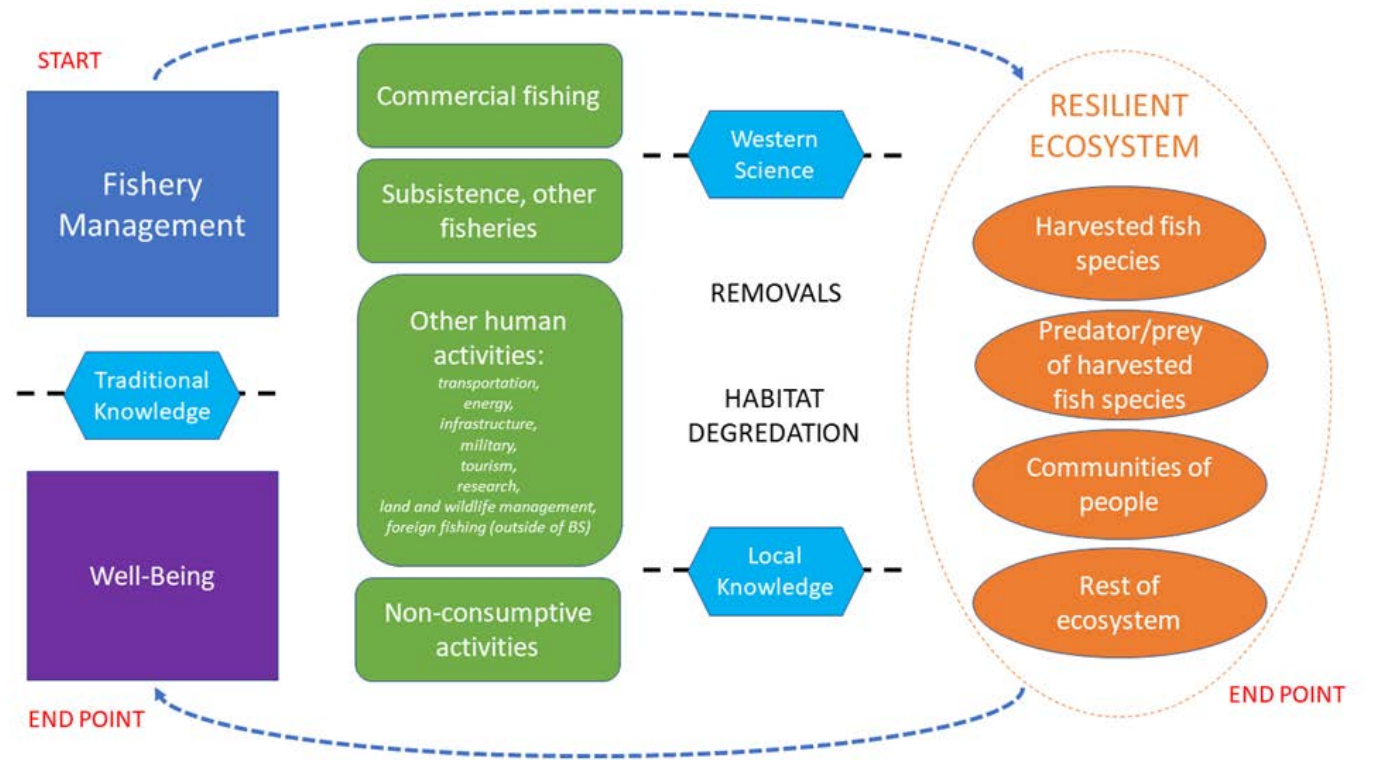 START
Fishery
Management
Traditional
Knowledge
Well-Being
END POINT
Commercial fishing
Subsistence, other
fisheries
Other human
activities:
transportation,
energy,
infrastructure,
military,
tourism,
research,
land and wildlife management,
foreign fishing (outside of BS)
Non-consumptive
activities
Western
Science
REMOVALS
HABITAT
DEGREDATION
Local
Knowledge
RESILIENT
ECOSYSTEM
Harvested fish
species
Predator/prey
of harvested
fish species
Communities of
people
Rest of
ecosystem
END POINT